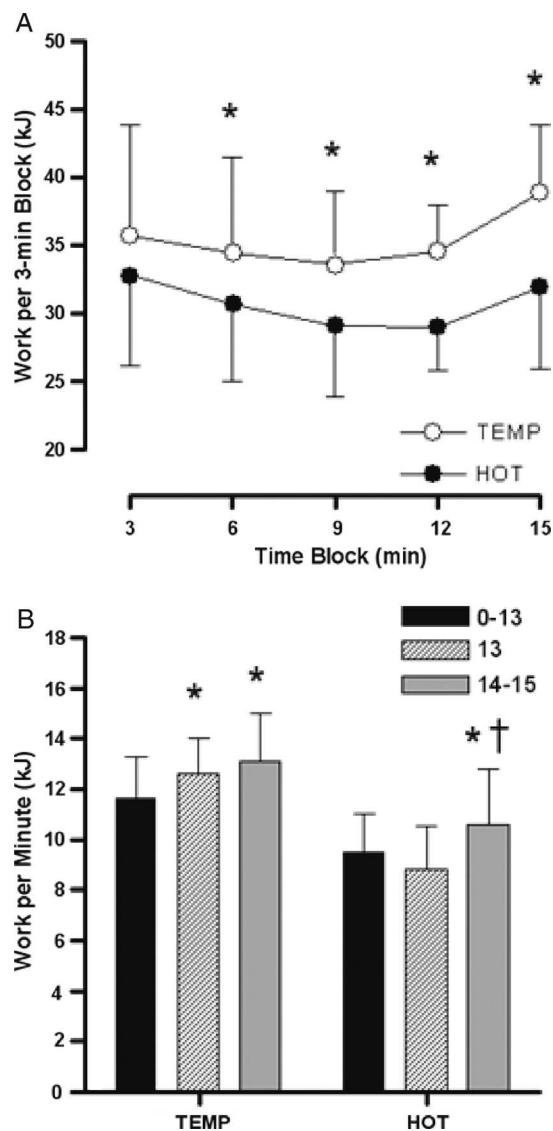 A
Work per 3-min Block (kJ)
50
45
40
35
30
25
20
*
*
*
*
TEMP
HOT
3 6 9 12 15
Time Block (min)
B
Work per Minute (kJ)
18
16
14
12
10
8
6
4
2
0
0-13
13
14-15
* *
* †
TEMP HOT